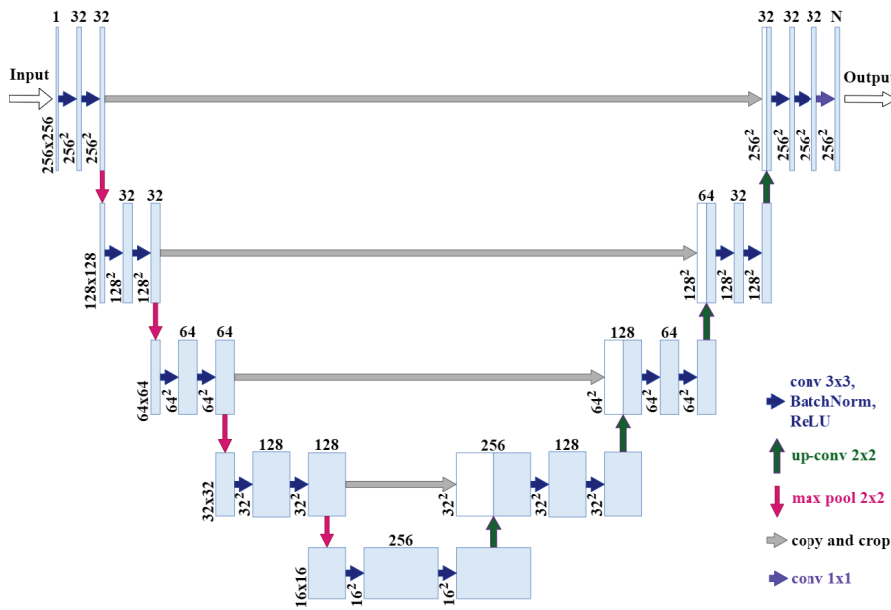 1 32 32
32 32 32 N
Input
Output
256x256
256²
256²
256²
256²
256²
256²
32 32
64 32
128x128
128²
128²
128²
128²
128²
64 64
128 64
64x64
64²
64²
64²
64²
64²
128 128
256 128
32x32
32²
32²
32²
32²
32²
256
16x16
16²
16²
conv 3x3,
BatchNorm,
ReLU
up-conv 2x2
max pool 2x2
copy and crop
conv 1x1